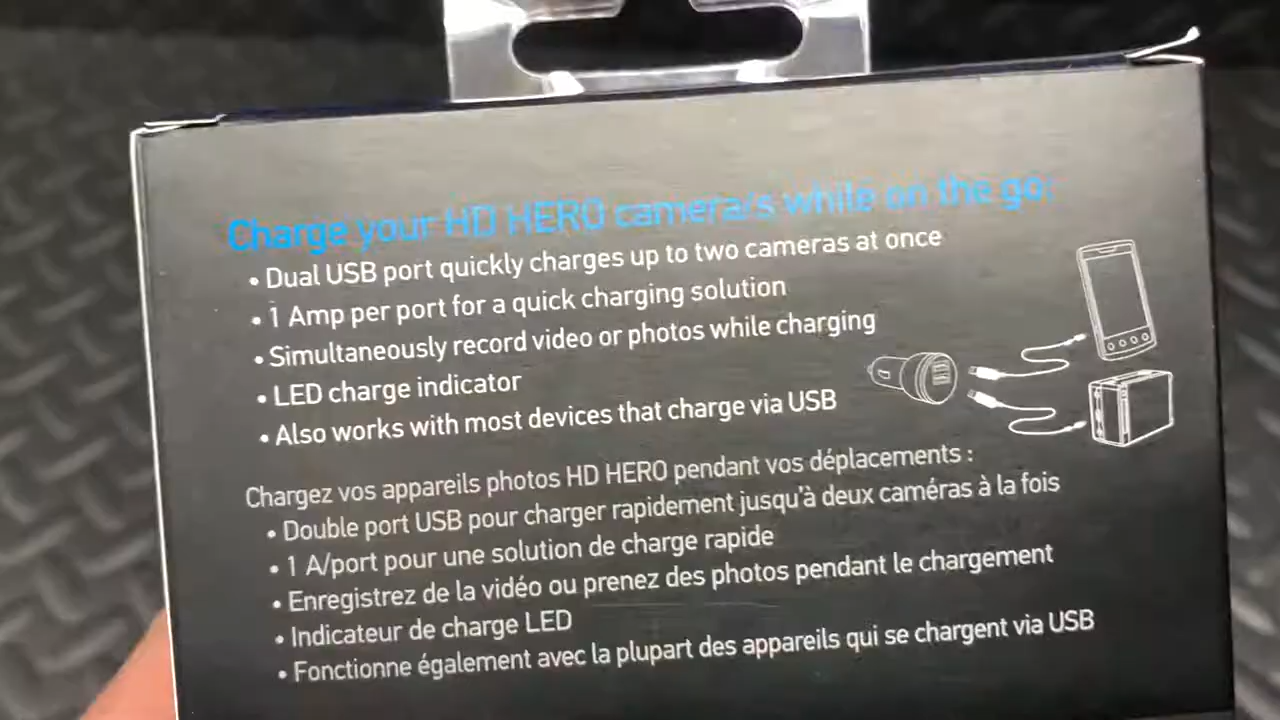 Charge your HD HERO camera/s while on the go:
• Dual USB port quickly charges up to two cameras at once
• 1 Amp per port for a quick charging solution
• Simultaneously record video or photos while charging
• LED charge indicator
• Also works with most devices that charge via USB
Chargez vos appareils photos HD HERO pendant vos déplacements :
• Double port USB pour charger rapidement jusqu'à deux caméras à la fois
• 1 A/port pour une solution de charge rapide
• Enregistrez de la vidéo ou prenez des photos pendant le chargement
• Indicateur de charge LED
• Fonctionne également avec la plupart des appareils qui se chargent via USB